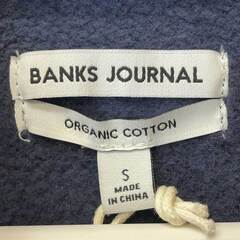 BANKS JOURNAL
ORGANIC COTTON
S
MADE
IN CHINA